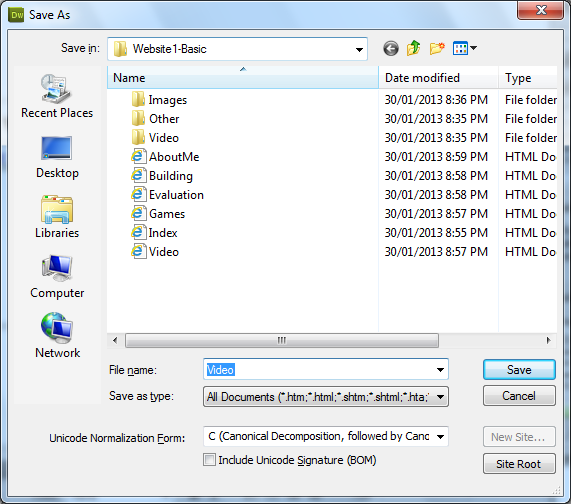 Dw Save As
Save in: Website1-Basic
Name Date modified Type
Images 30/01/2013 8:36 PM File folder
Other 30/01/2013 8:35 PM File folder
Video 30/01/2013 8:35 PM File folder
AboutMe 30/01/2013 8:59 PM HTML Do
Building 30/01/2013 8:58 PM HTML Do
Evaluation 30/01/2013 8:58 PM HTML Do
Games 30/01/2013 8:57 PM HTML Do
Index 30/01/2013 8:55 PM HTML Do
Video 30/01/2013 8:57 PM HTML Do
Recent Places
Desktop
Libraries
Computer
Network
File name: Video Save
Save as type: All Documents (*.htm;*.html;*.shtm;*.shtml;*.hta; Cancel
Unicode Normalization Form: C (Canonical Decomposition, followed by Cano New Site...
Include Unicode Signature (BOM) Site Root